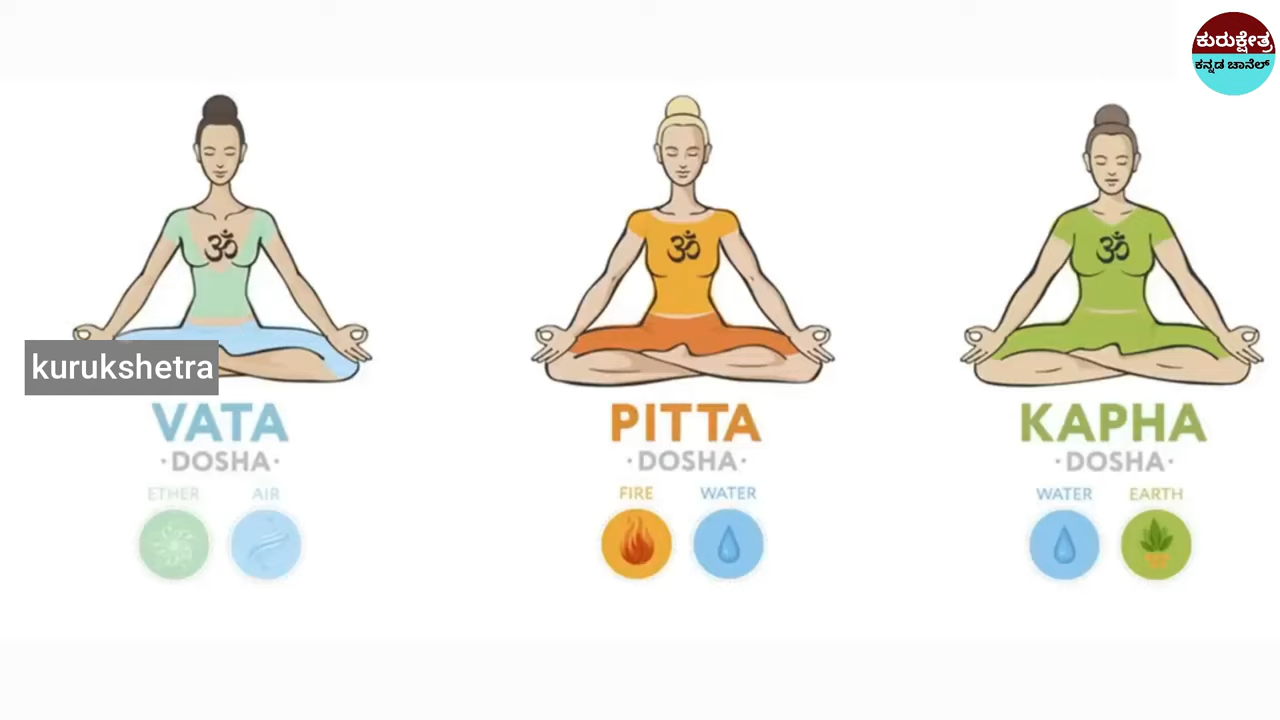 ಕುರುಕ್ಷೇತ್ರ
ಕನ್ನಡ ಚಾನೆಲ್
ॐ
ॐ
ॐ
kurukshetra
VATA
·DOSHA·
ETHER AIR
PITTA
·DOSHA·
FIRE WATER
KAPHA
·DOSHA·
WATER EARTH